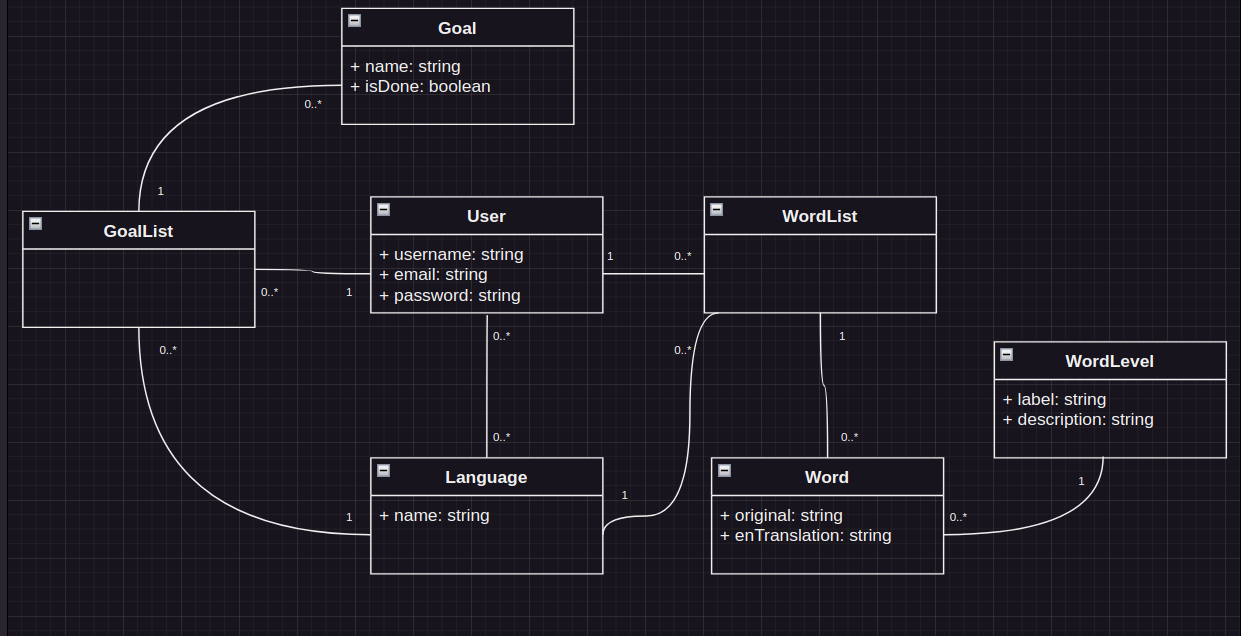 Goal
+ name: string
+ isDone: boolean
0..*
1
GoalList
0..*
1
User
+ username: string
+ email: string
+ password: string
1
0..*
WordList
0..*
0..*
0..*
1
WordLevel
+ label: string
+ description: string
0..*
0..*
1
Language
+ name: string
1
1
Word
+ original: string
+ enTranslation: string
0..*